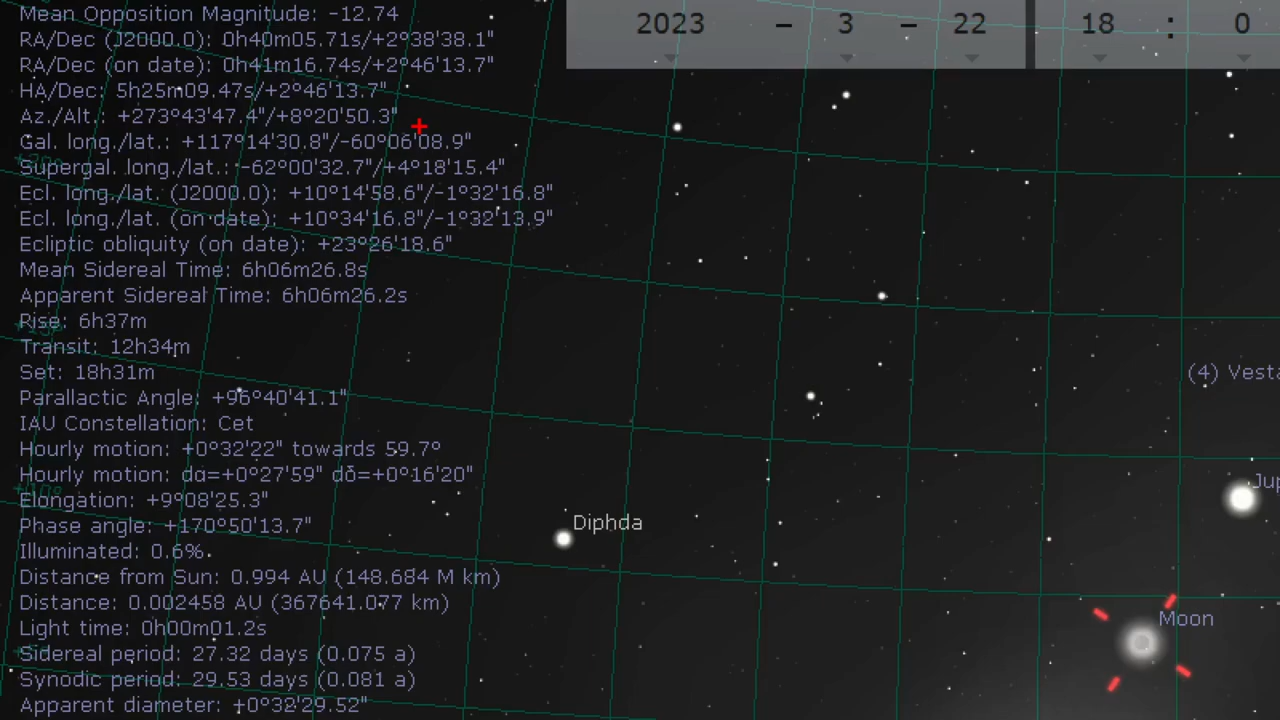 Mean Opposition Magnitude: -12.74
2023 - 3 - 22 18 : 0
RA/Dec (J2000.0): 0h40m05.71s/+2°38'38.1"
RA/Dec (on date): 0h41m16.74s/+2°46'13.7"
HA/Dec: 5h25m09.47s/+2°46'13.7"
Az./Alt.: +273°43'47.4"/+8°20'50.3"
Gal. long./lat.: +117°14'30.8"/-60°06'08.9"
Supergal. long./lat.: -62°00'32.7"/+4°18'15.4"
Ecl. long./lat. (J2000.0): +10°14'58.6"/-1°32'16.8"
Ecl. long./lat. (on date): +10°34'16.8"/-1°32'13.9"
Ecliptic obliquity (on date): +23°26'18.6"
Mean Sidereal Time: 6h06m26.8s
Apparent Sidereal Time: 6h06m26.2s
Rise: 6h37m
Transit: 12h34m
Set: 18h31m
(4) Vesta
Parallactic Angle: +96°40'41.1"
IAU Constellation: Cet
Hourly motion: +0°32'22" towards 59.7°
Hourly motion: dα=+0°27'59" dδ=+0°16'20"
Jup
Elongation: +9°08'25.3"
Phase angle: +170°50'13.7"
Diphda
Illuminated: 0.6%
Distance from Sun: 0.994 AU (148.684 M km)
Distance: 0.002458 AU (367641.077 km)
Moon
Light time: 0h00m01.2s
Sidereal period: 27.32 days (0.075 a)
Synodic period: 29.53 days (0.081 a)
Apparent diameter: +0°32'29.52"